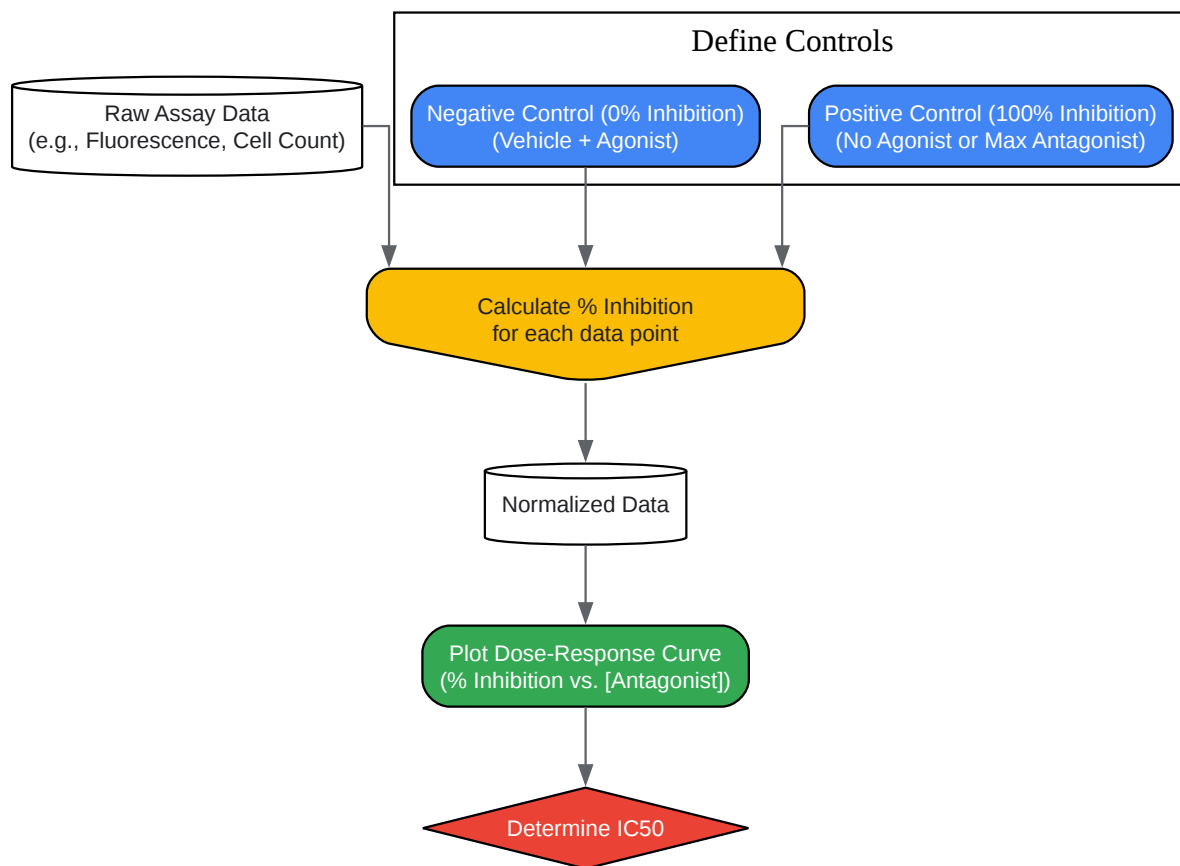 Define Controls
Raw Assay Data
(e.g., Fluorescence, Cell Count)
Negative Control (0% Inhibition)
(Vehicle + Agonist)
Positive Control (100% Inhibition)
(No Agonist or Max Antagonist)
Calculate % Inhibition
for each data point
Normalized Data
Plot Dose-Response Curve
(% Inhibition vs. [Antagonist])
Determine IC50